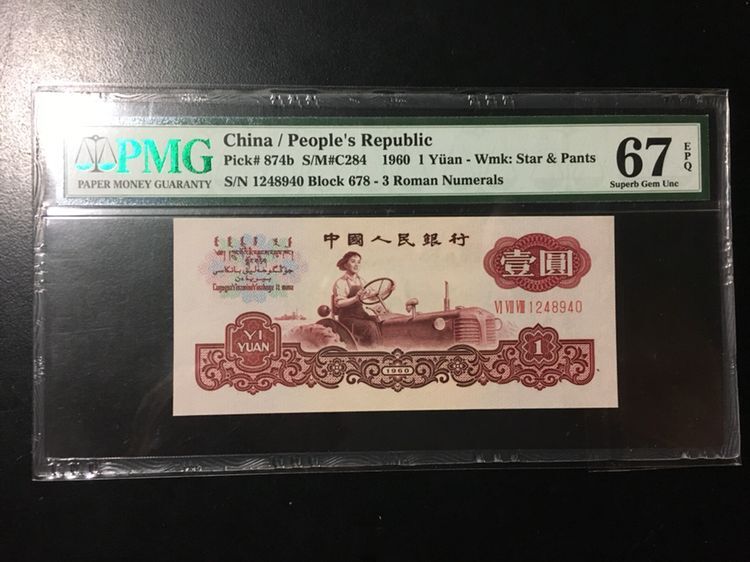 PMG
PAPER MONEY GUARANTY
China / People's Republic
Pick# 874b S/M#C284 1960 1 Yüan - Wmk: Star & Pants
S/N 1248940 Block 678 - 3 Roman Numerals
67 EPQ
Superb Gem Unc
中國人民銀行
壹圓
VI VII VIII 1248940
YI
YUAN
1960
1